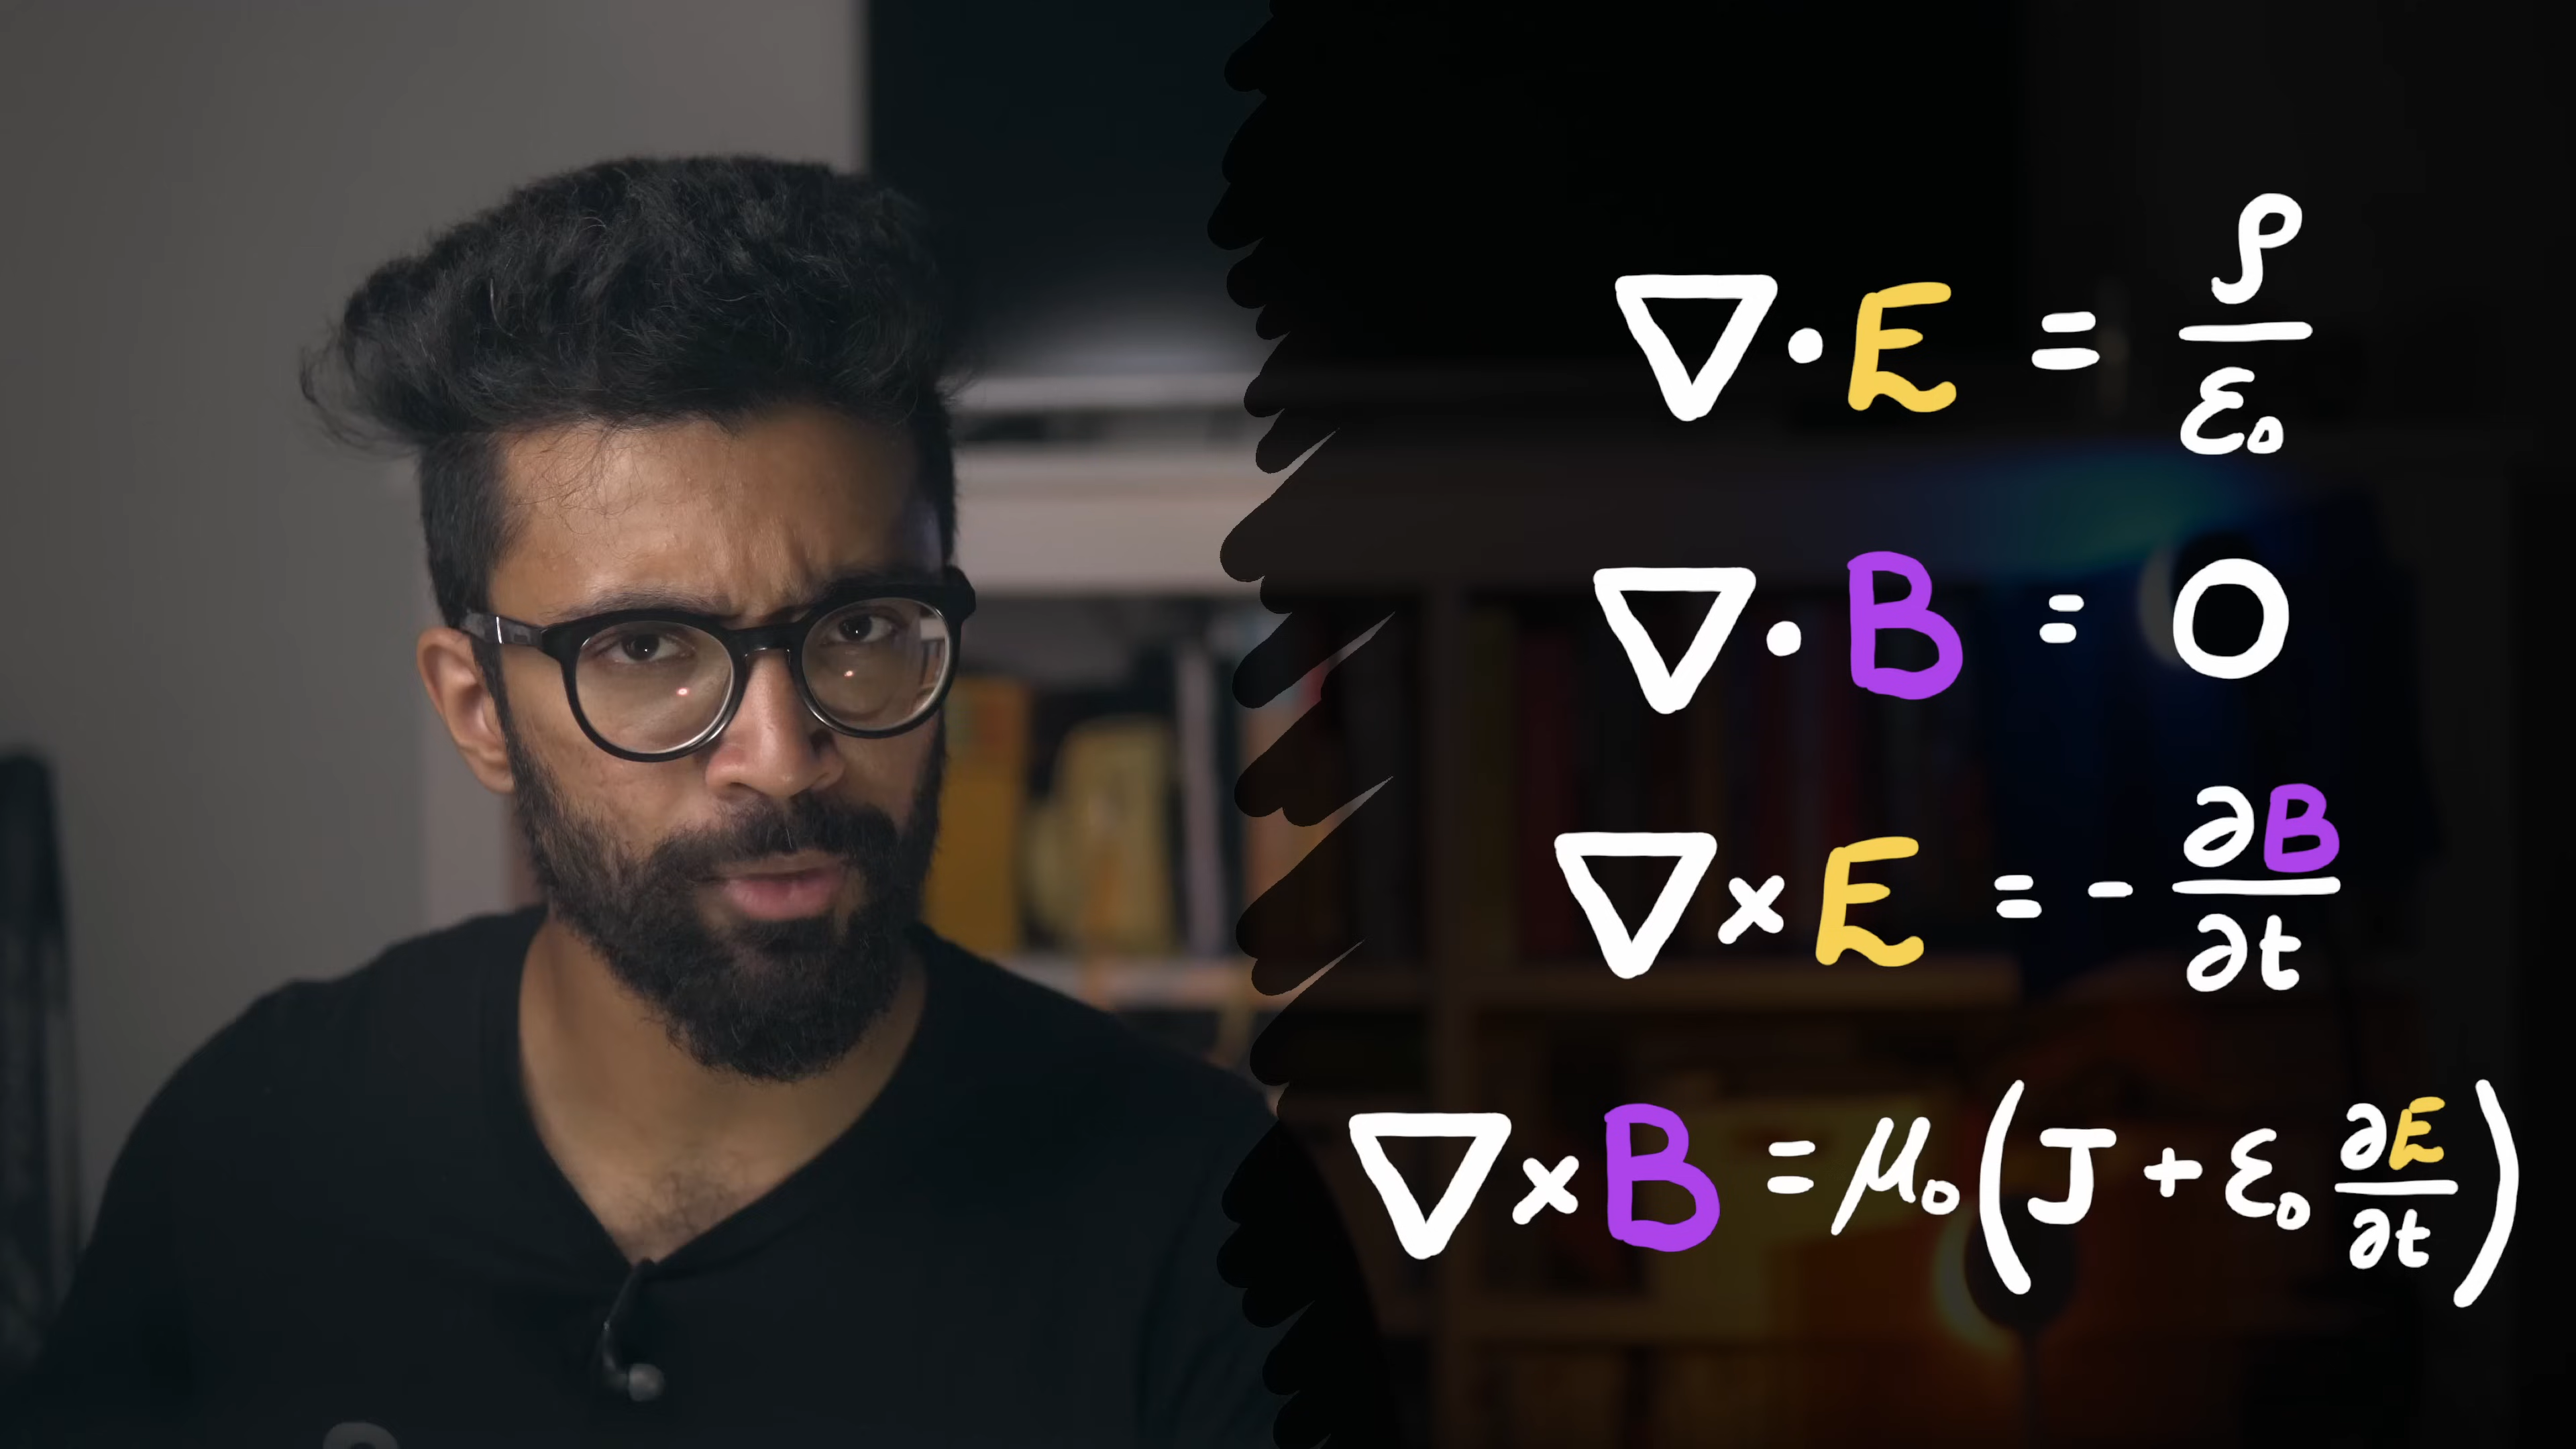 ∇·E = ρ/ε₀
∇·B = 0
∇×E = -∂B/∂t
∇×B = μ₀(J + ε₀ ∂E/∂t)